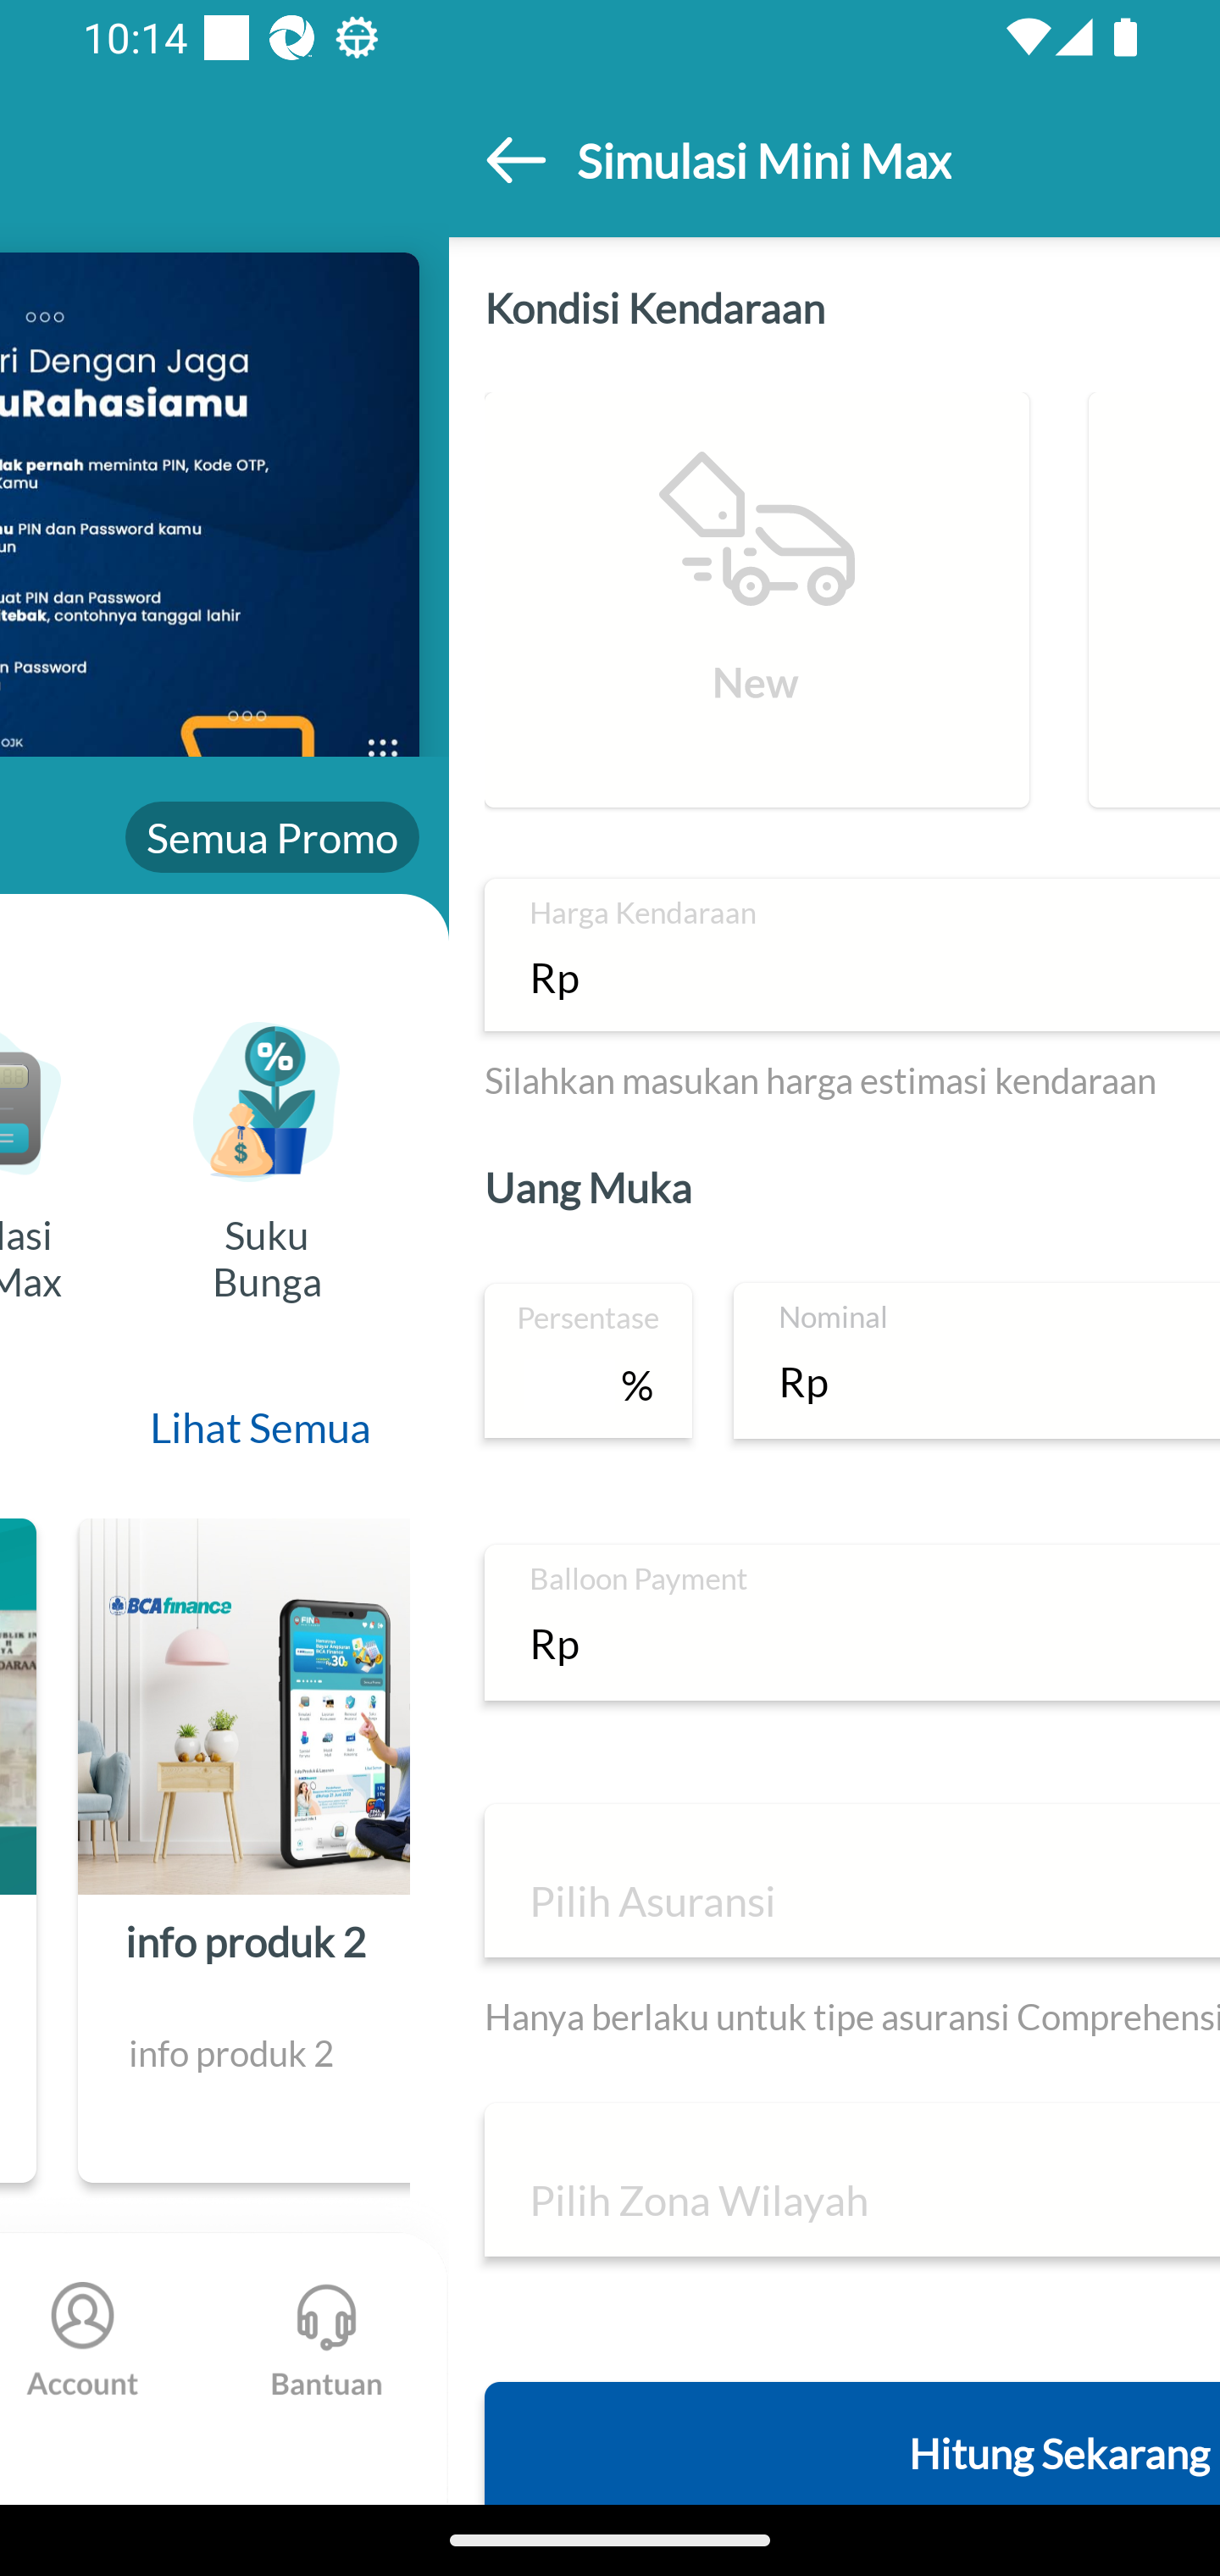 10:14
Simulasi Mini Max
ri Dengan Jaga
uRahasiamu
dak pernah meminta PIN, Kode OTP,
Kamu
PIN dan Password kamu
un
uat PIN dan Password
itebak, contohnya tanggal lahir
n Password
OJK
Semua Promo
lasi
Max
Suku
Bunga
Lihat Semua
BCA finance
info produk 2
info produk 2
Account
Bantuan
Kondisi Kendaraan
New
Harga Kendaraan
Rp
Silahkan masukan harga estimasi kendaraan
Uang Muka
Persentase
%
Nominal
Rp
Balloon Payment
Rp
Pilih Asuransi
Hanya berlaku untuk tipe asuransi Comprehensi
Pilih Zona Wilayah
Hitung Sekarang